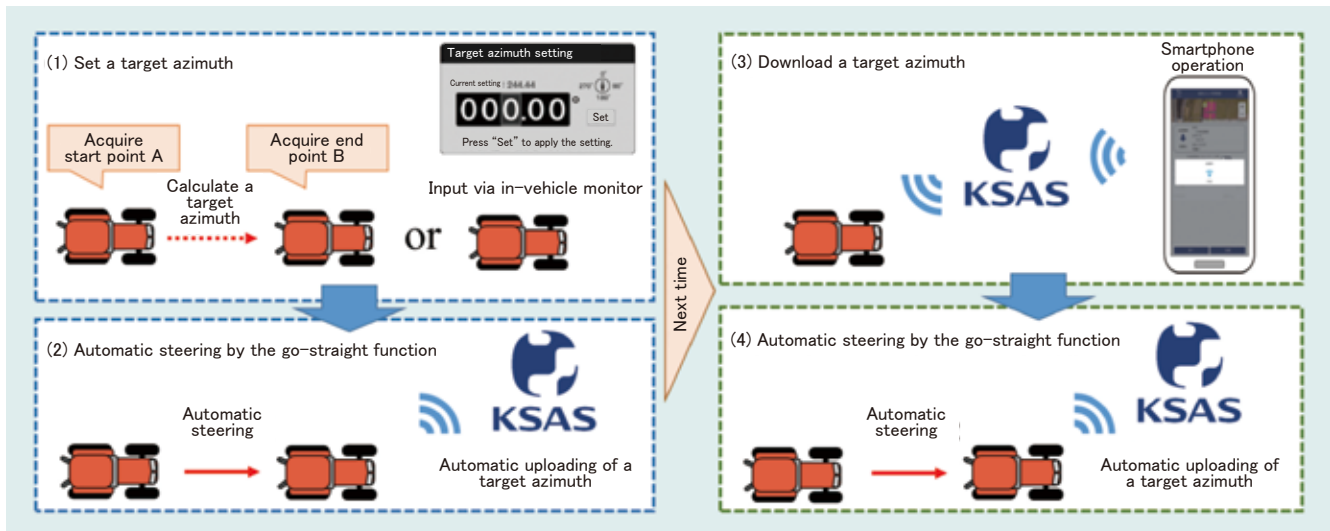 (1) Set a target azimuth
Target azimuth setting
Current setting : 244.44
000.00°
0°
270°
90°
180°
Set
Press “Set” to apply the setting.
Acquire
start point A
Acquire end
point B
Calculate a
target
azimuth
or
Input via in-vehicle monitor
(2) Automatic steering by the go-straight function
Automatic
steering
KSAS
Automatic uploading of a
target azimuth
Next time
(3) Download a target azimuth
Smartphone
operation
KSAS
(4) Automatic steering by the go-straight function
Automatic
steering
KSAS
Automatic uploading of
a target azimuth